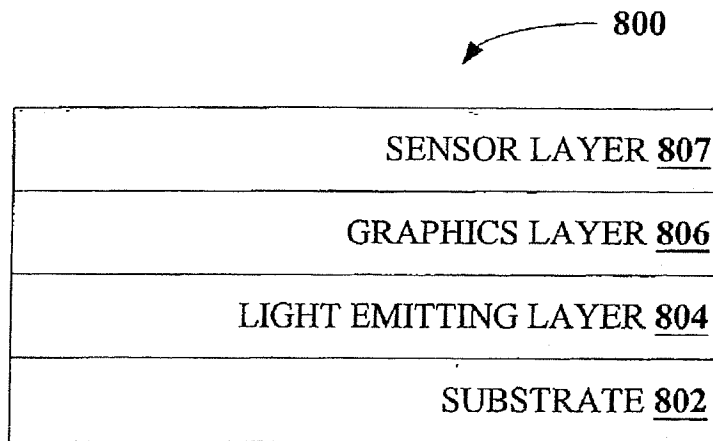 800
SENSOR LAYER 807
GRAPHICS LAYER 806
LIGHT EMITTING LAYER 804
SUBSTRATE 802